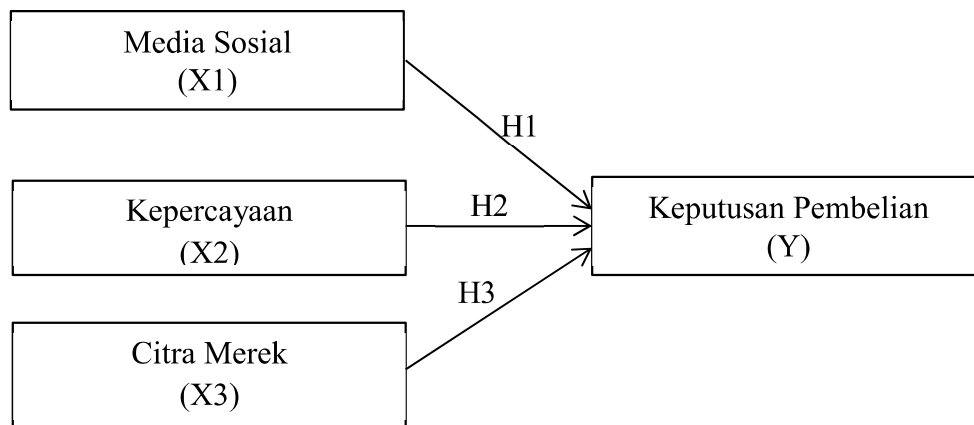 Media Sosial
(X1)
H1
Kepercayaan
(X2)
H2
Keputusan Pembelian
(Y)
H3
Citra Merek
(X3)